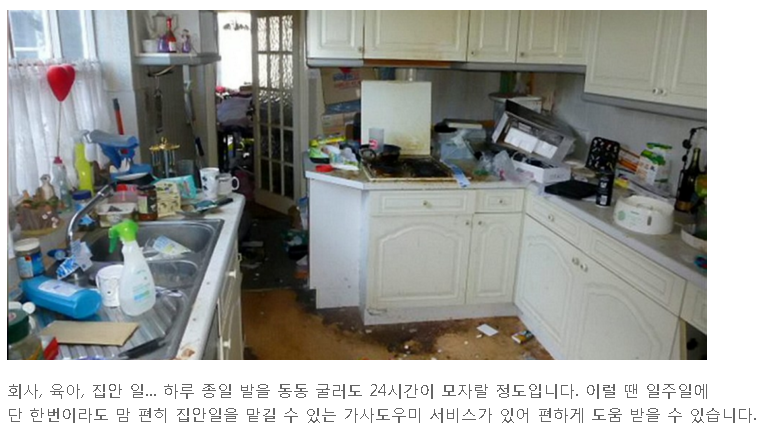 회사, 육아, 집안 일... 하루 종일 발을 동동 굴러도 24시간이 모자랄 정도입니다. 이럴 땐 일주일에
단 한번이라도 맘 편히 집안일을 맡길 수 있는 가사도우미 서비스가 있어 편하게 도움 받을 수 있습니다.